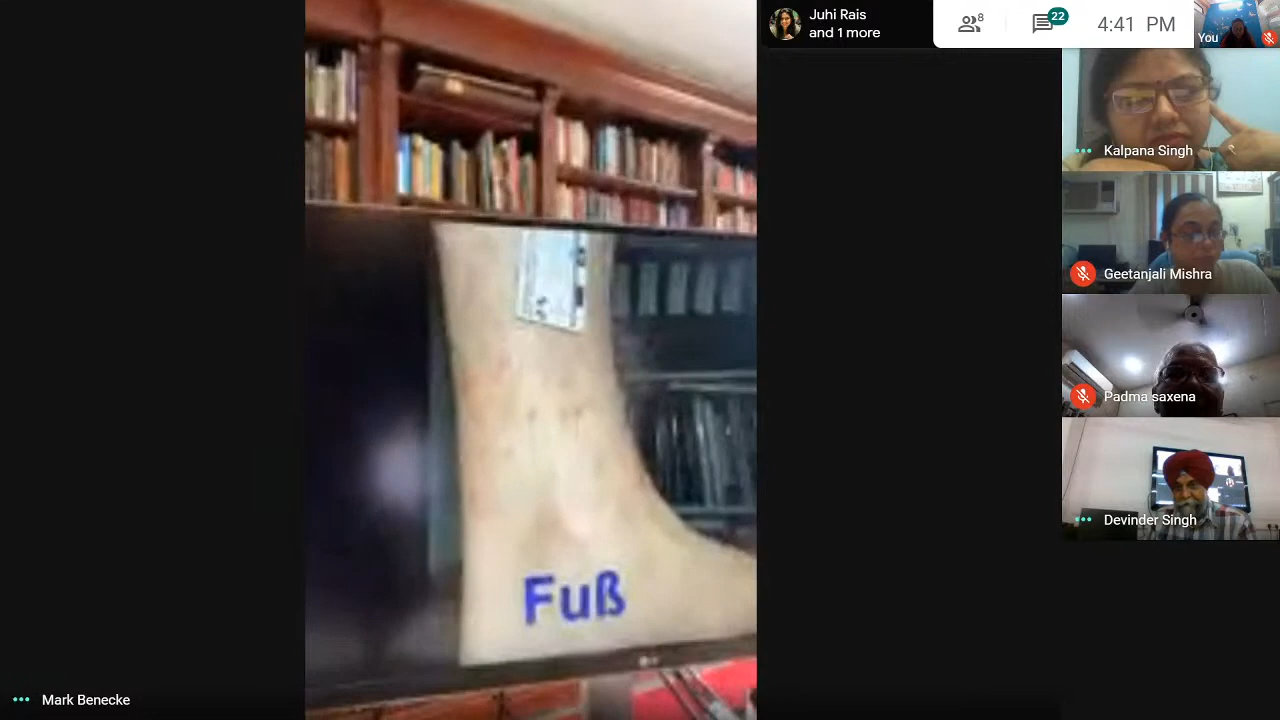 Juhi Rais
and 1 more
8
22
4:41 PM
You
Kalpana Singh
Geetanjali Mishra
Padma saxena
Devinder Singh
Fuß
LG
Mark Benecke